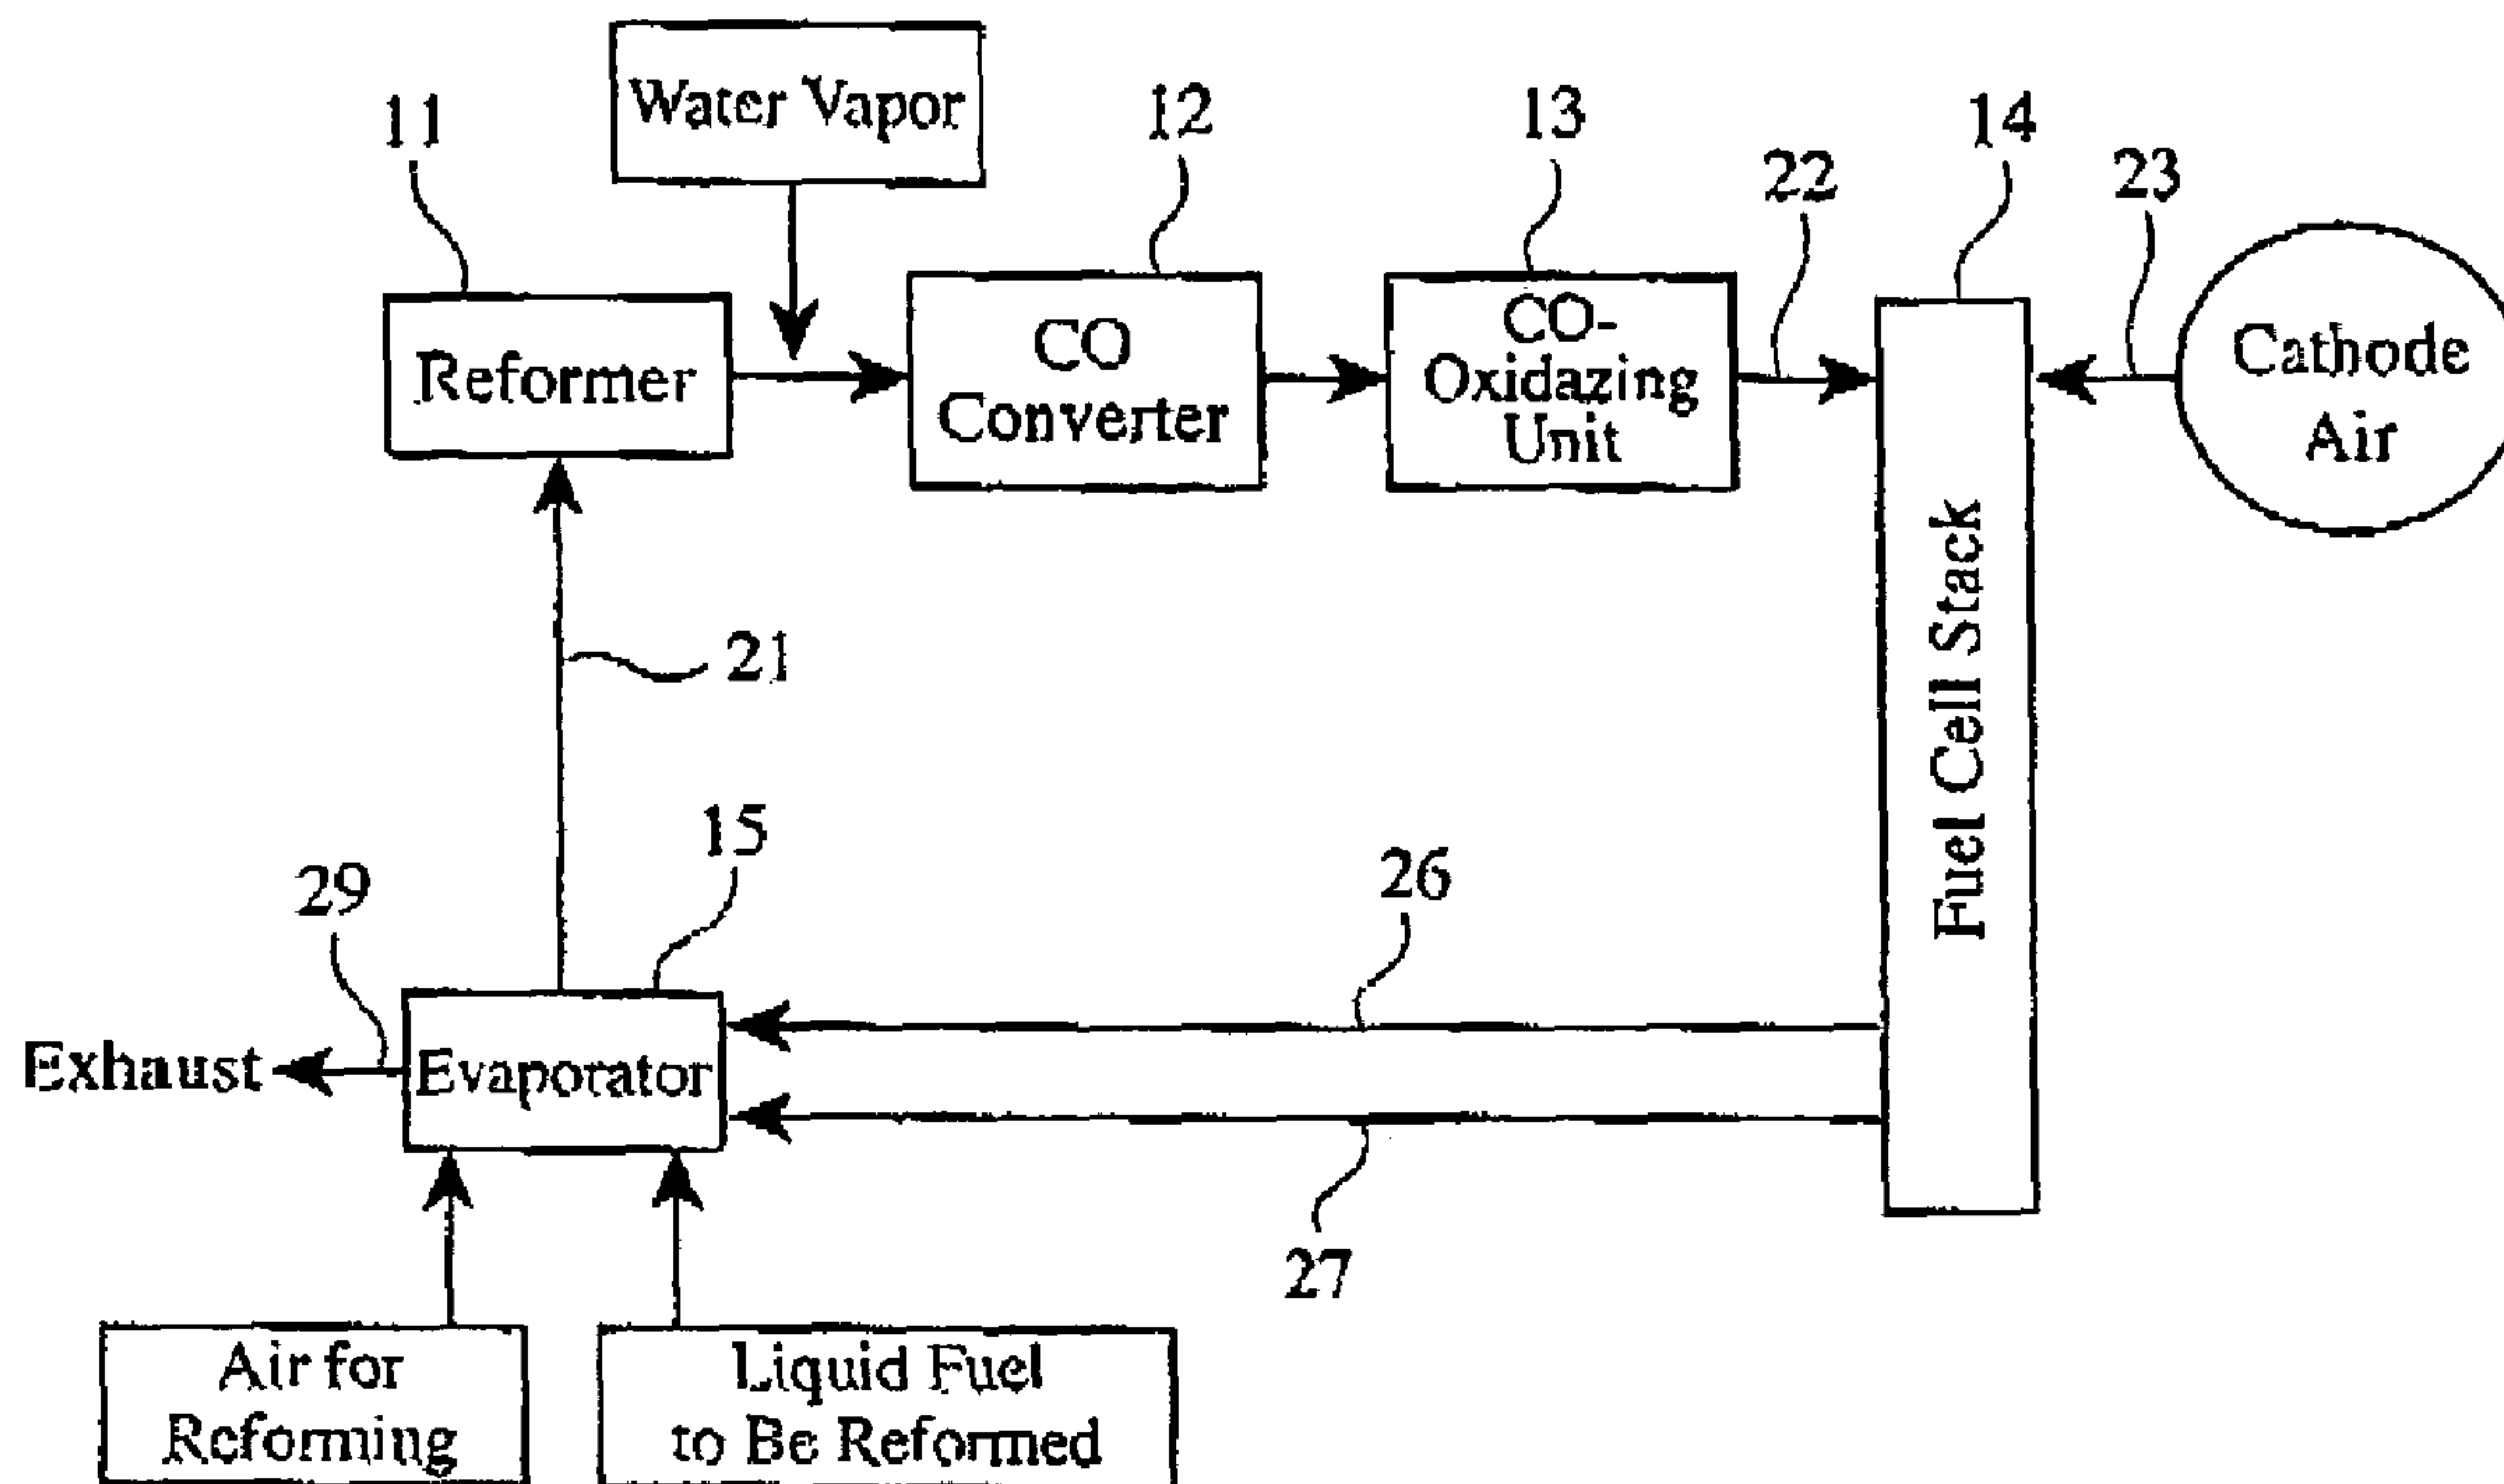 Water Vapor
11
12
13
14
22
23
Reformer
CO
Converter
CO-
Oxidazing
Unit
Cathode
Air
Fuel Cell Stack
21
15
29
26
Exhaust
Evaporator
27
Air for
Reforming
Liquid Fuel
to Be Reformed